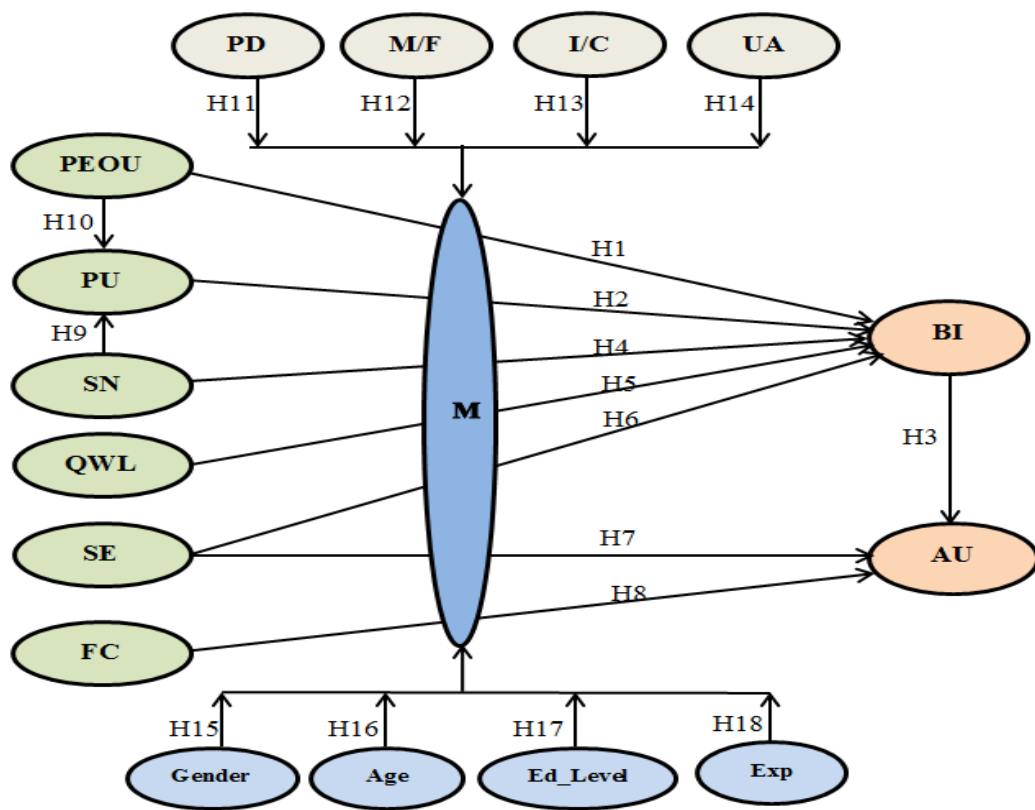 PD
M/F
I/C
UA
H11
H12
H13
H14
PEOU
H10
H1
PU
H2
H9
BI
SN
H4
H5
M
H6
H3
QWL
SE
H7
AU
H8
FC
H15
H16
H17
H18
Gender
Age
Ed_Level
Exp